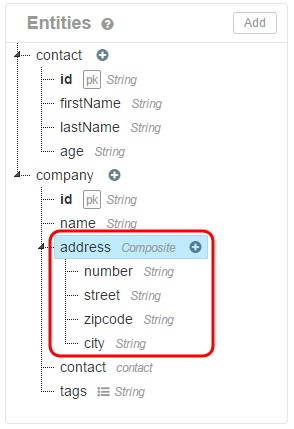 Entities ? Add
contact
id pk String
firstName String
lastName String
age String
company
id pk String
name String
address Composite
number String
street String
zipcode String
city String
contact contact
tags String